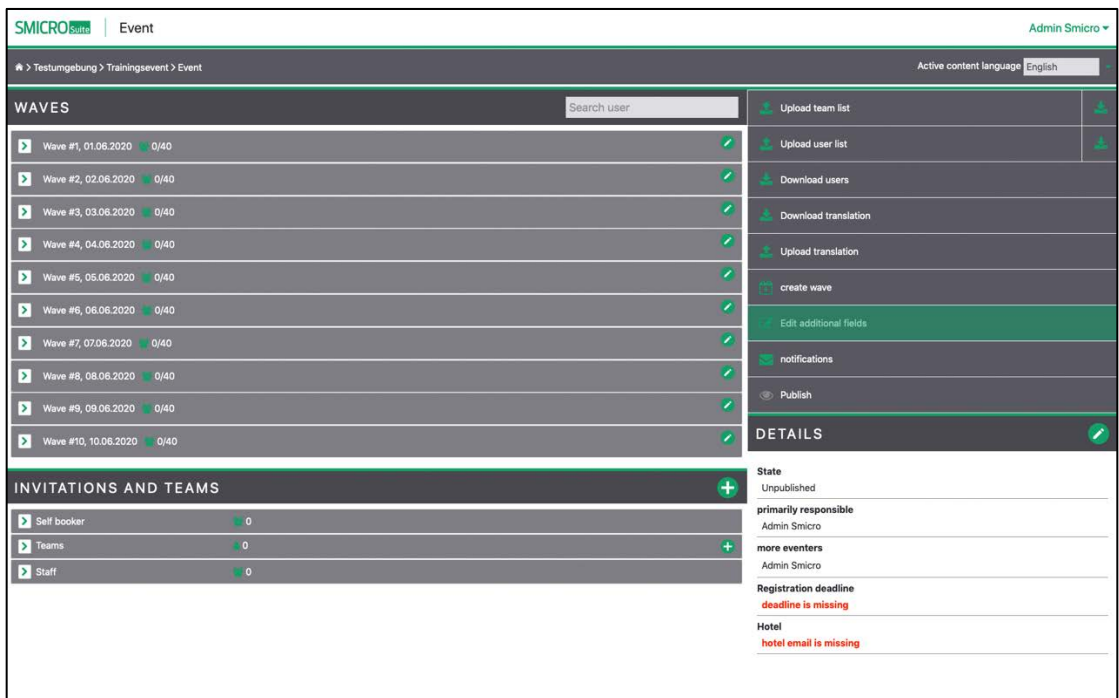 SMICRO Suite Event Admin Smicro
> Testumgebung > Trainingsevent > Event Active content language English
WAVES Search user
Wave #1, 01.06.2020 0/40
Wave #2, 02.06.2020 0/40
Wave #3, 03.06.2020 0/40
Wave #4, 04.06.2020 0/40
Wave #5, 05.06.2020 0/40
Wave #6, 06.06.2020 0/40
Wave #7, 07.06.2020 0/40
Wave #8, 08.06.2020 0/40
Wave #9, 09.06.2020 0/40
Wave #10, 10.06.2020 0/40
INVITATIONS AND TEAMS
Self booker 0
Teams 0
Staff 0
Upload team list
Upload user list
Download users
Download translation
Upload translation
create wave
Edit additional fields
notifications
Publish
DETAILS
State
Unpublished
primarily responsible
Admin Smicro
more eventers
Admin Smicro
Registration deadline
deadline is missing
Hotel
hotel email is missing